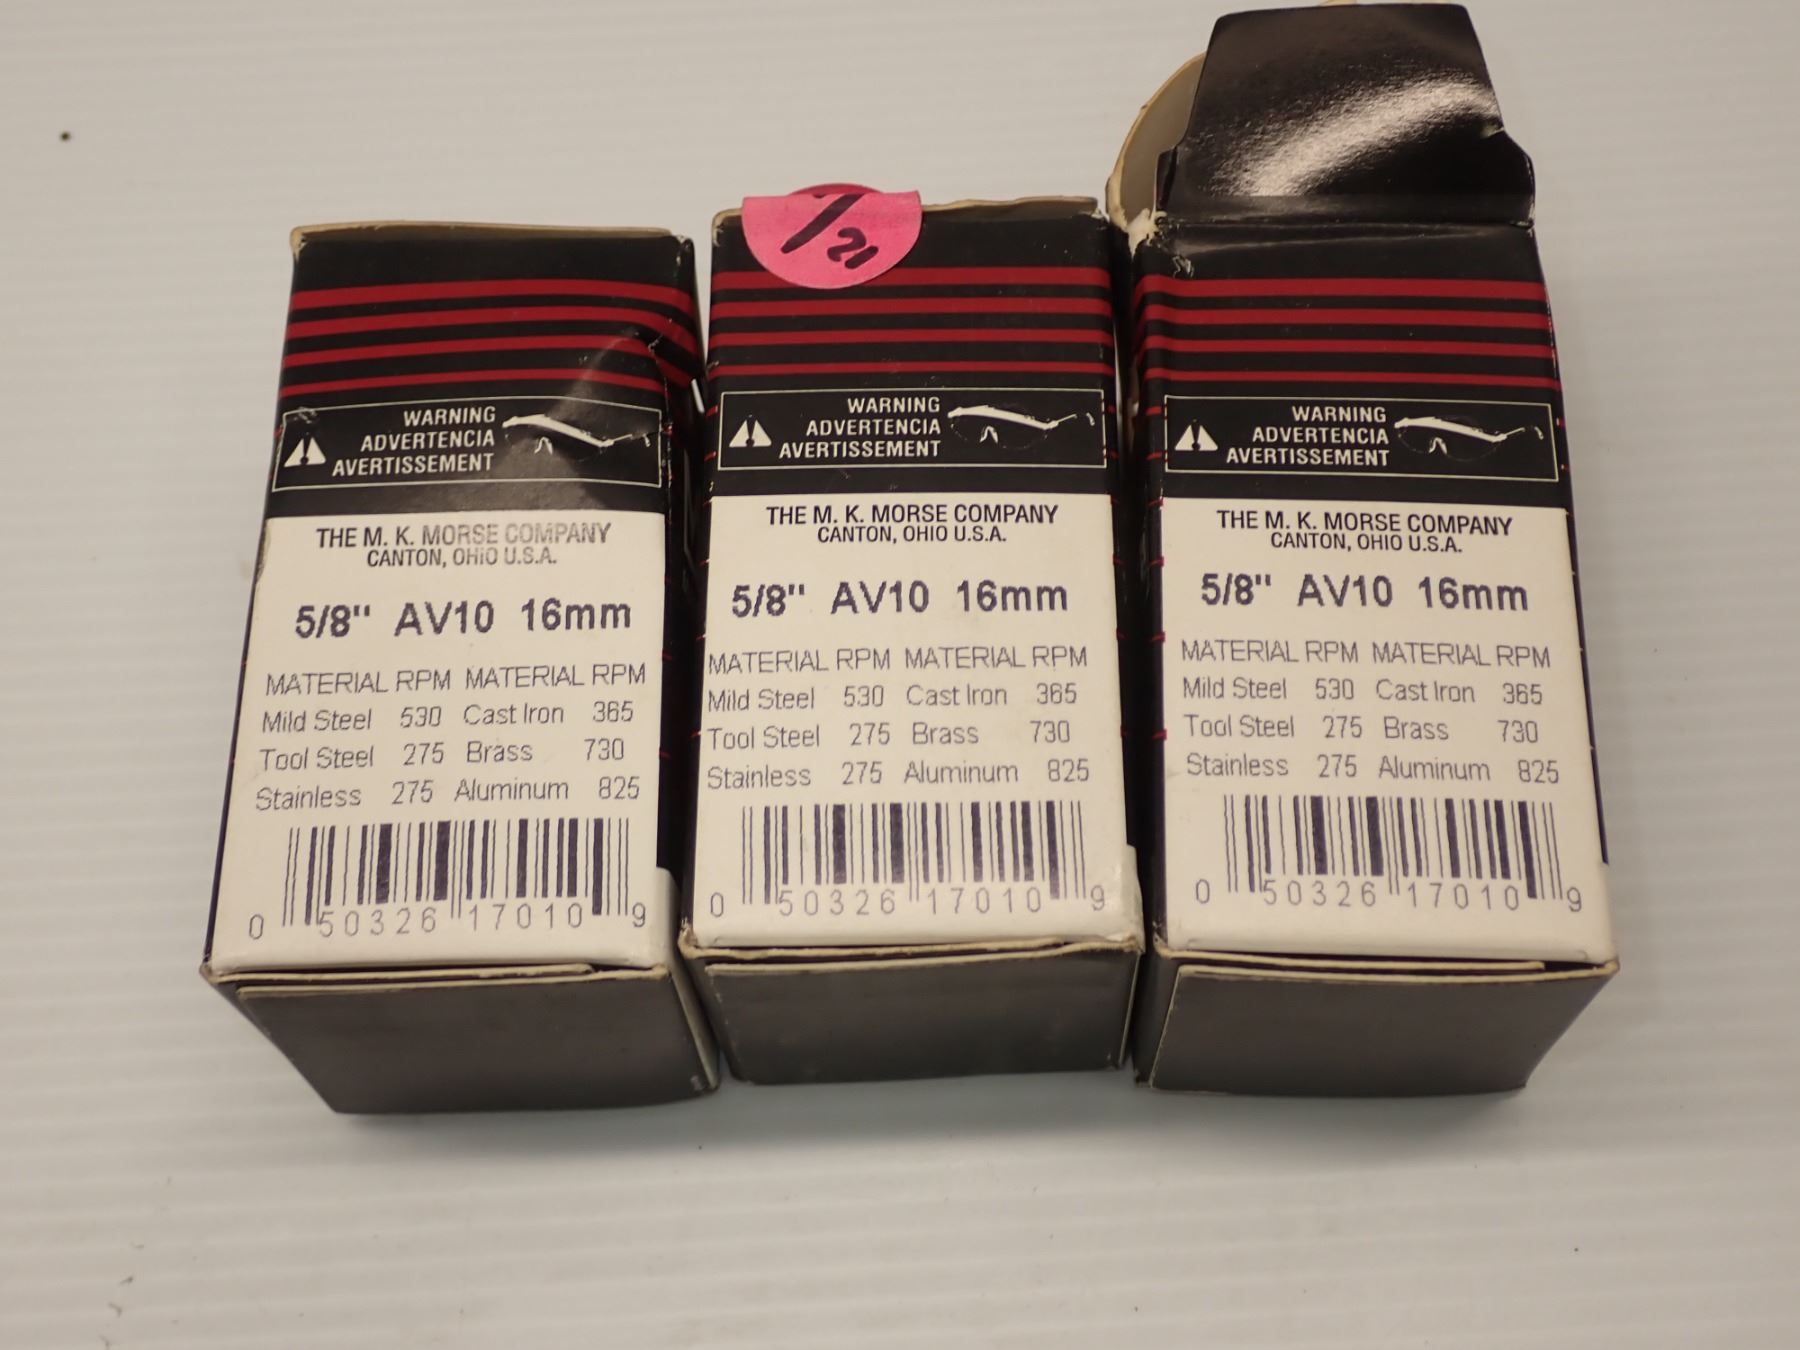 WARNING
ADVERTENCIA
AVERTISSEMENT
THE M. K. MORSE COMPANY
CANTON, OHIO U.S.A.
5/8" AV10 16mm
MATERIAL RPM MATERIAL RPM
Mild Steel 530 Cast Iron 365
Tool Steel 275 Brass 730
Stainless 275 Aluminum 825
0 50326 17010 9
21
WARNING
ADVERTENCIA
AVERTISSEMENT
THE M. K. MORSE COMPANY
CANTON, OHIO U.S.A.
5/8" AV10 16mm
MATERIAL RPM MATERIAL RPM
Mild Steel 530 Cast Iron 365
Tool Steel 275 Brass 730
Stainless 275 Aluminum 825
0 50326 17010 9
WARNING
ADVERTENCIA
AVERTISSEMENT
THE M. K. MORSE COMPANY
CANTON, OHIO U.S.A.
5/8" AV10 16mm
MATERIAL RPM MATERIAL RPM
Mild Steel 530 Cast Iron 365
Tool Steel 275 Brass 730
Stainless 275 Aluminum 825
0 50326 17010 9